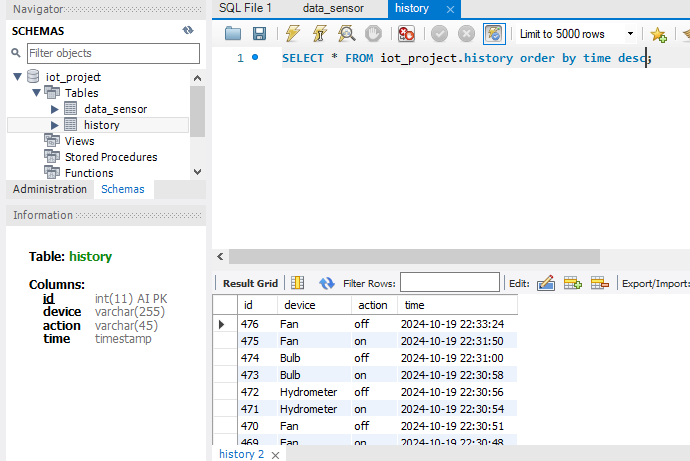 Navigator
SCHEMAS
Filter objects
iot_project
Tables
data_sensor
history
Views
Stored Procedures
Functions
Administration Schemas
Information
Table: history
Columns:
id int(11) AI PK
device varchar(255)
action varchar(45)
time timestamp
SQL File 1 data_sensor history
Limit to 5000 rows
1 SELECT * FROM iot_project.history order by time desc;
Result Grid Filter Rows: Edit: Export/Import:
id device action time
476 Fan off 2024-10-19 22:33:24
475 Fan on 2024-10-19 22:31:50
474 Bulb off 2024-10-19 22:31:00
473 Bulb on 2024-10-19 22:30:58
472 Hydrometer off 2024-10-19 22:30:56
471 Hydrometer on 2024-10-19 22:30:54
470 Fan off 2024-10-19 22:30:51
469 Fan on 2024-10-19 22:30:48
history 2